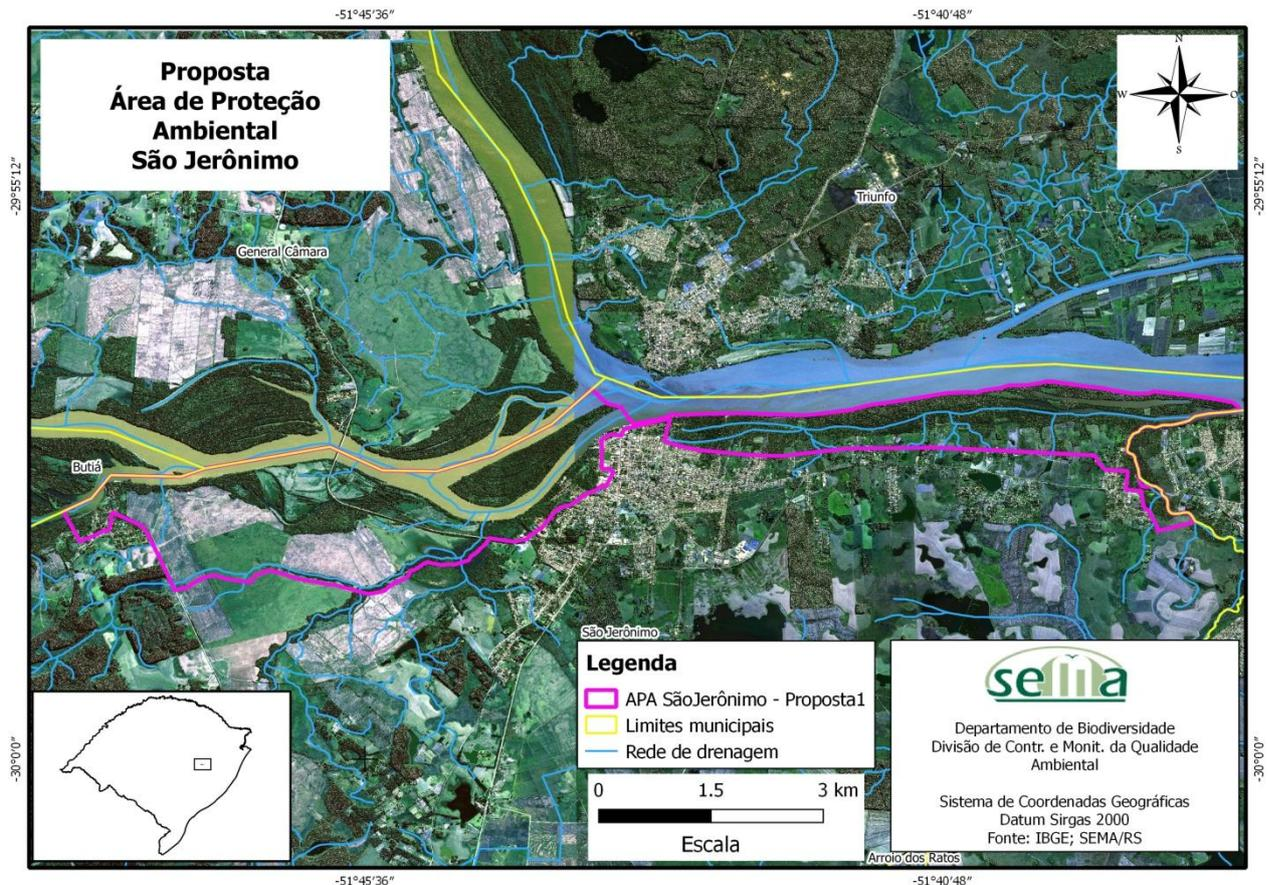 -51°45'36"
-51°40'48"
Proposta
Área de Proteção
Ambiental
São Jerônimo
N
W
O
S
-29°55'12"
-29°55'12"
Triunfo
General Câmara
Butiá
São Jerônimo
Legenda
APA SãoJerônimo - Proposta1
Limites municipais
Rede de drenagem
0 1.5 3 km
Escala
sema
Departamento de Biodiversidade
Divisão de Contr. e Monit. da Qualidade
Ambiental
Sistema de Coordenadas Geográficas
Datum Sirgas 2000
Fonte: IBGE; SEMA/RS
-30°0'0"
-30°0'0"
Arroio dos Ratos
-51°45'36"
-51°40'48"